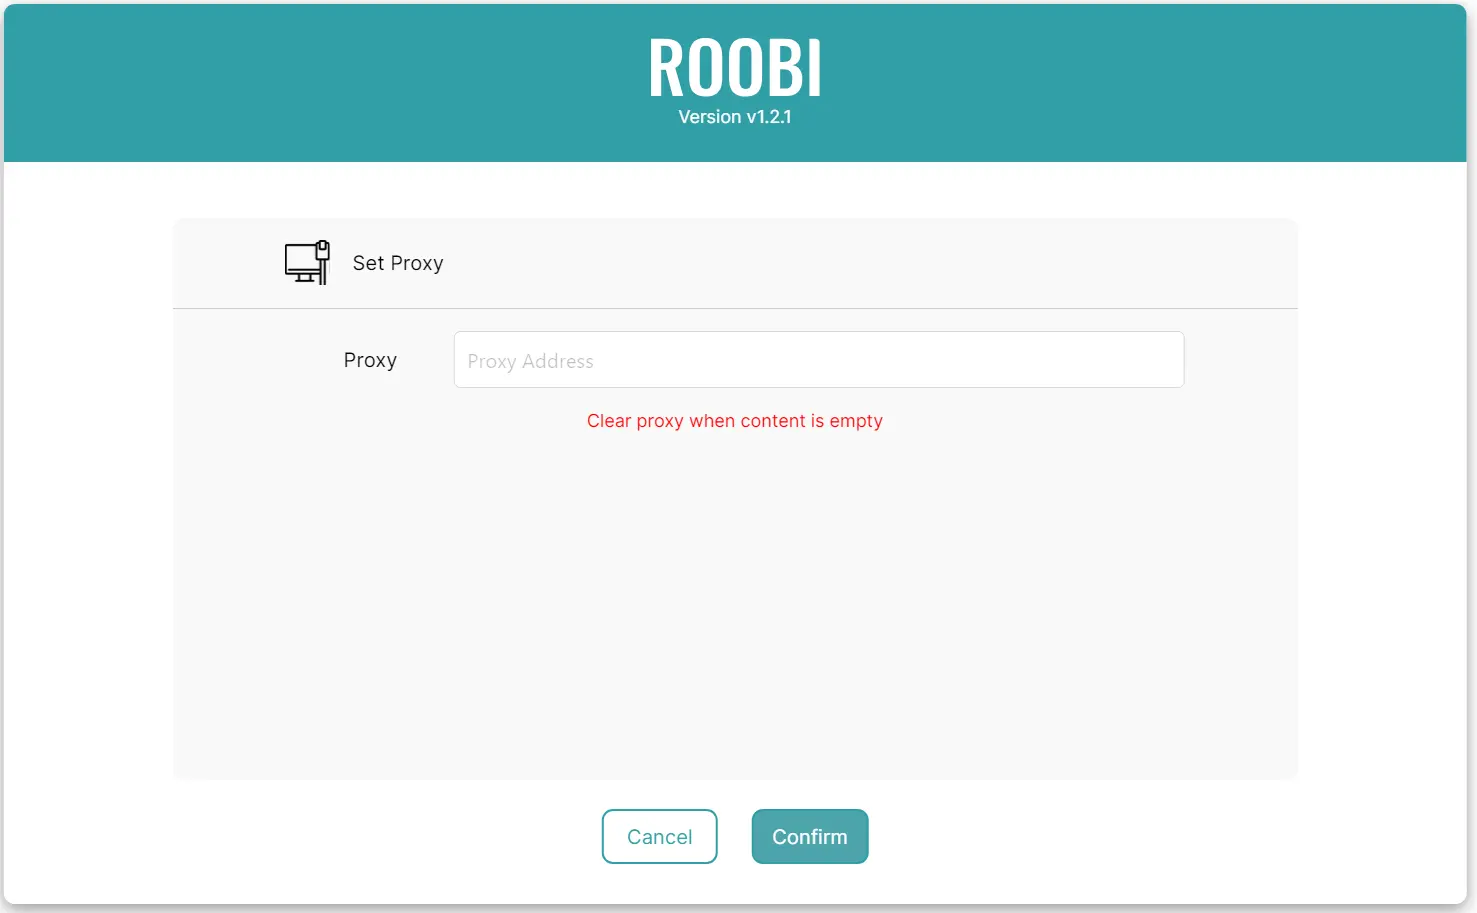 ROOBI
Version v1.2.1
Set Proxy
Proxy
Proxy Address
Clear proxy when content is empty
Cancel
Confirm